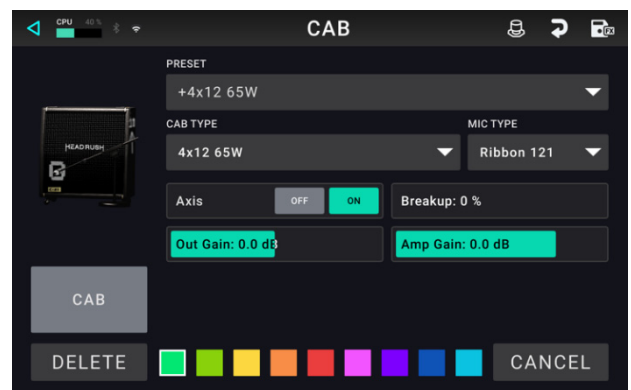 CPU 40 %
CAB
PRESET
+4x12 65W
CAB TYPE
MIC TYPE
4x12 65W
Ribbon 121
HEADRUSH
Axis
OFF
ON
Breakup: 0 %
Out Gain: 0.0 dB
Amp Gain: 0.0 dB
CAB
DELETE
CANCEL